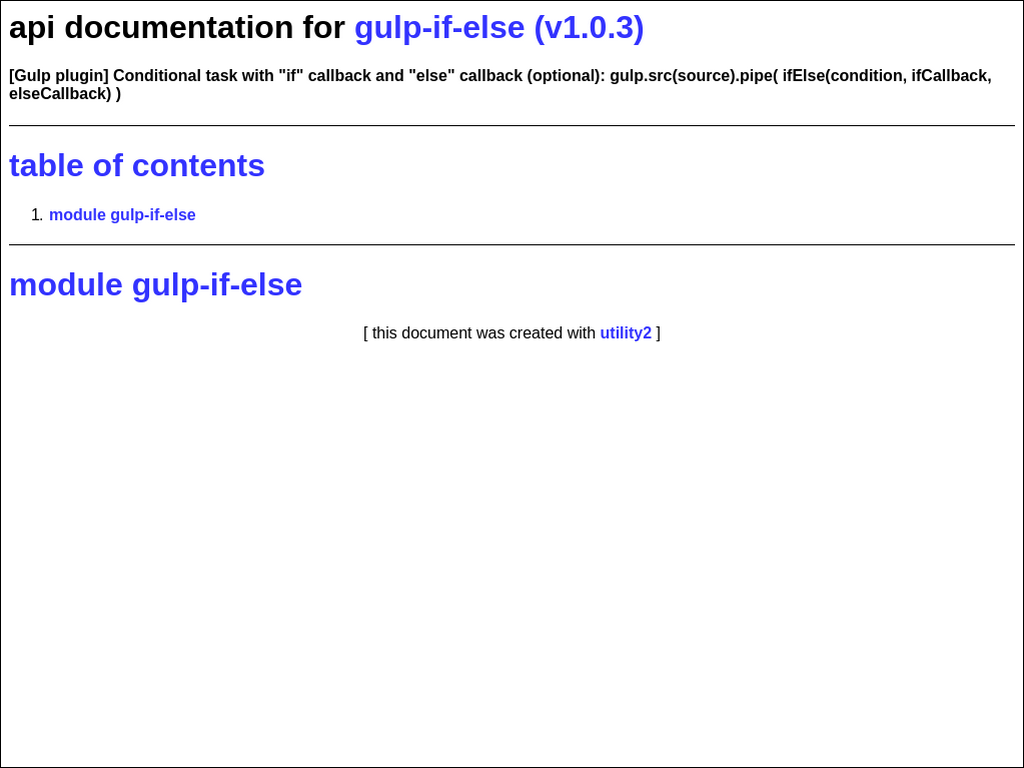 api documentation for gulp-if-else (v1.0.3)
[Gulp plugin] Conditional task with "if" callback and "else" callback (optional): gulp.src(source).pipe( ifElse(condition, ifCallback,
elseCallback) )
table of contents
1. module gulp-if-else
module gulp-if-else
[ this document was created with utility2 ]